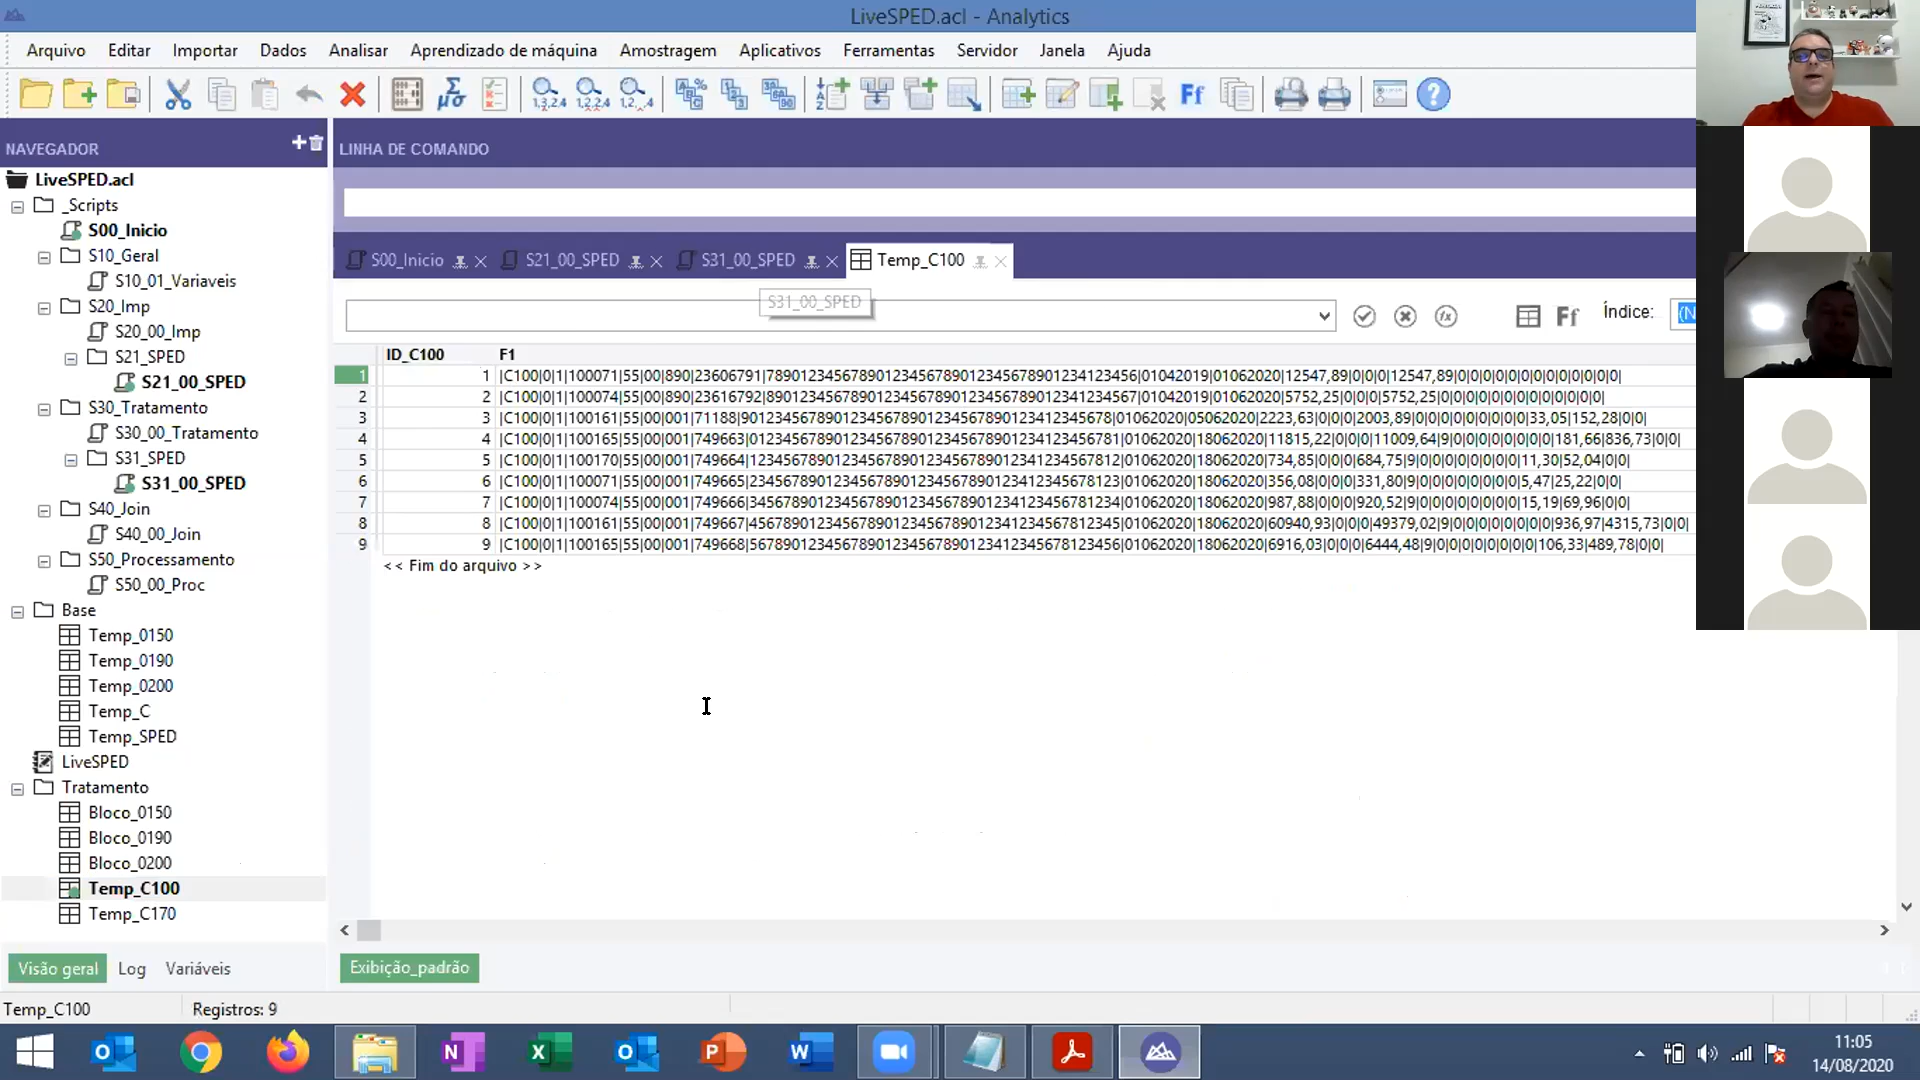 LiveSPED.acl - Analytics
Arquivo Editar Importar Dados Analisar Aprendizado de máquina Amostragem Aplicativos Ferramentas Servidor Janela Ajuda
NAVEGADOR
LINHA DE COMANDO
LiveSPED.acl
_Scripts
S00_Inicio
S10_Geral
S10_01_Variaveis
S20_Imp
S20_00_Imp
S21_SPED
S21_00_SPED
S30_Tratamento
S30_00_Tratamento
S31_SPED
S31_00_SPED
S40_Join
S40_00_Join
S50_Processamento
S50_00_Proc
Base
Temp_0150
Temp_0190
Temp_0200
Temp_C
Temp_SPED
LiveSPED
Tratamento
Bloco_0150
Bloco_0190
Bloco_0200
Temp_C100
Temp_C170
Visão geral Log Variáveis
S00_Inicio S21_00_SPED S31_00_SPED Temp_C100
S31_00_SPED
Índice: (N
ID_C100 F1
1 1 |C100|0|1|100071|55|00|890|23606791|78901234567890123456789012345678901234123456|01042019|01062020|12547,89|0|0|0|12547,89|0|0|0|0|0|0|0|0|0|0|0|0|
2 2 |C100|0|1|100074|55|00|890|23616792|89012345678901234567890123456789012341234567|01042019|01062020|5752,25|0|0|0|5752,25|0|0|0|0|0|0|0|0|0|0|0|0|
3 3 |C100|0|1|100161|55|00|001|71188|90123456789012345678901234567890123412345678|01062020|05062020|2223,63|0|0|0|2003,89|0|0|0|0|0|0|0|0|33,05|152,28|0|0|
4 4 |C100|0|1|100165|55|00|001|749663|01234567890123456789012345678901234123456781|01062020|18062020|11815,22|0|0|0|11009,64|9|0|0|0|0|0|0|0|181,66|836,73|0|0|
5 5 |C100|0|1|100170|55|00|001|749664|12345678901234567890123456789012341234567812|01062020|18062020|734,85|0|0|0|684,75|9|0|0|0|0|0|0|0|11,30|52,04|0|0|
6 6 |C100|0|1|100071|55|00|001|749665|23456789012345678901234567890123412345678123|01062020|18062020|356,08|0|0|0|331,80|9|0|0|0|0|0|0|0|5,47|25,22|0|0|
7 7 |C100|0|1|100074|55|00|001|749666|34567890123456789012345678901234123456781234|01062020|18062020|987,88|0|0|0|920,52|9|0|0|0|0|0|0|0|15,19|69,96|0|0|
8 8 |C100|0|1|100161|55|00|001|749667|45678901234567890123456789012341234567812345|01062020|18062020|60940,93|0|0|0|49379,02|9|0|0|0|0|0|0|0|936,97|4315,73|0|0|
9 9 |C100|0|1|100165|55|00|001|749668|56789012345678901234567890123412345678123456|01062020|18062020|6916,03|0|0|0|6444,48|9|0|0|0|0|0|0|0|106,33|489,78|0|0|
<< Fim do arquivo >>
Exibição_padrão
Temp_C100 Registros: 9
11:05
14/08/2020